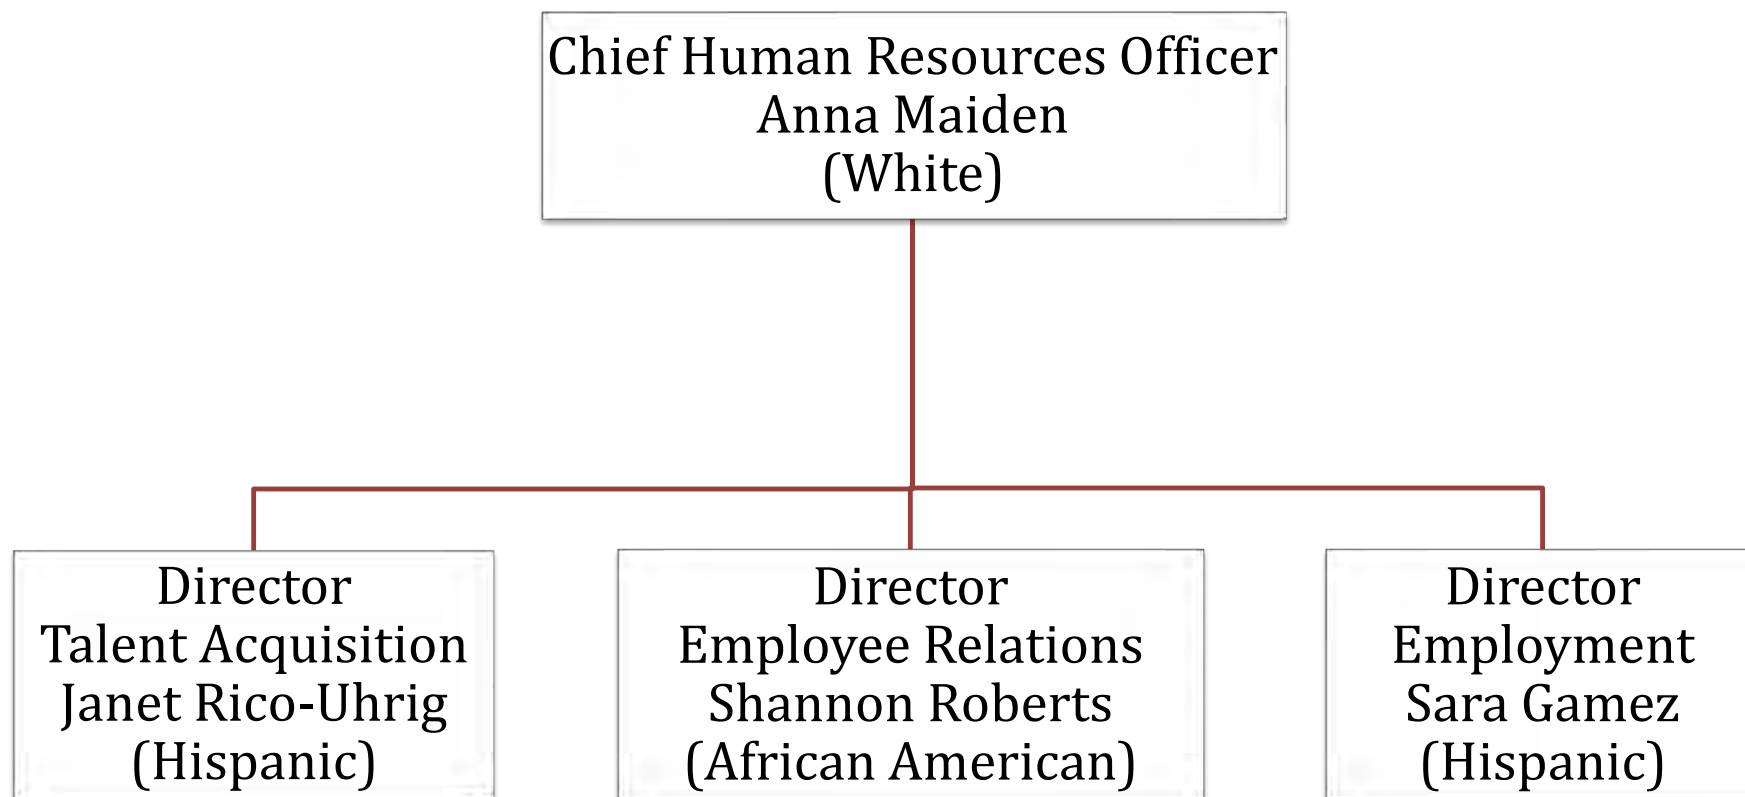 Chief Human Resources Officer
Anna Maiden
(White)
Director
Talent Acquisition
Janet Rico-Uhrig
(Hispanic)
Director
Employee Relations
Shannon Roberts
(African American)
Director
Employment
Sara Gamez
(Hispanic)